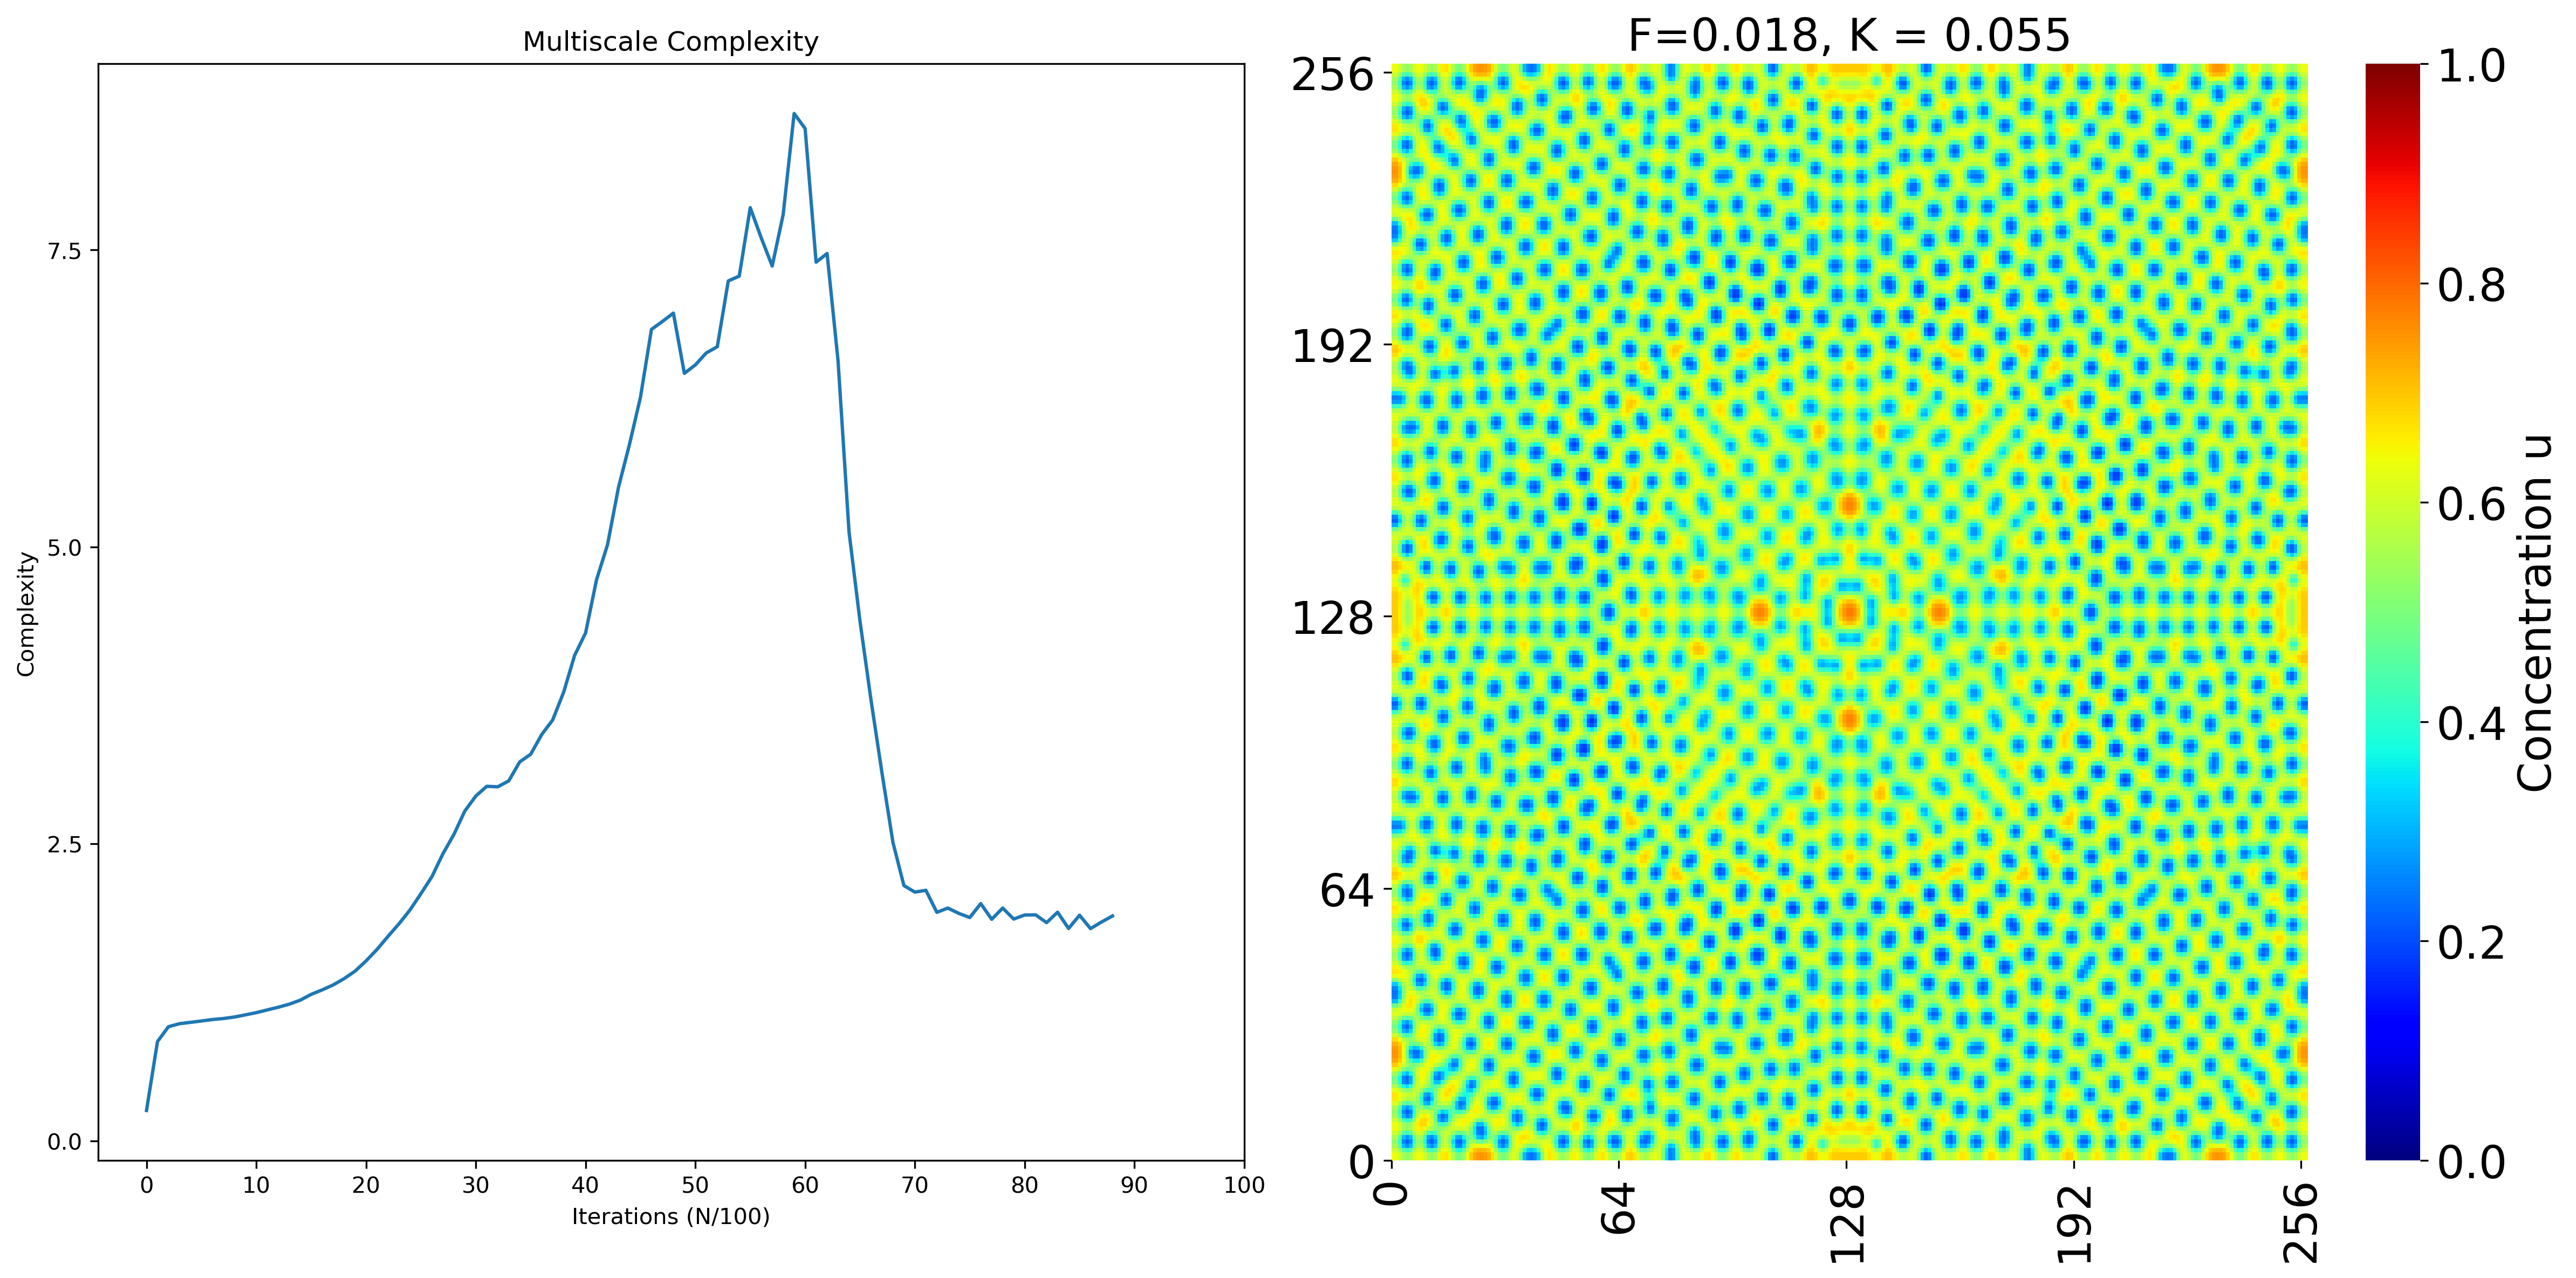 Multiscale Complexity
Complexity
7.5
5.0
2.5
0.0
0 10 20 30 40 50 60 70 80 90 100
Iterations (N/100)
F=0.018, K = 0.055
256
192
128
64
0
0 64 128 192 256
1.0
0.8
0.6
0.4
0.2
0.0
Concentration u